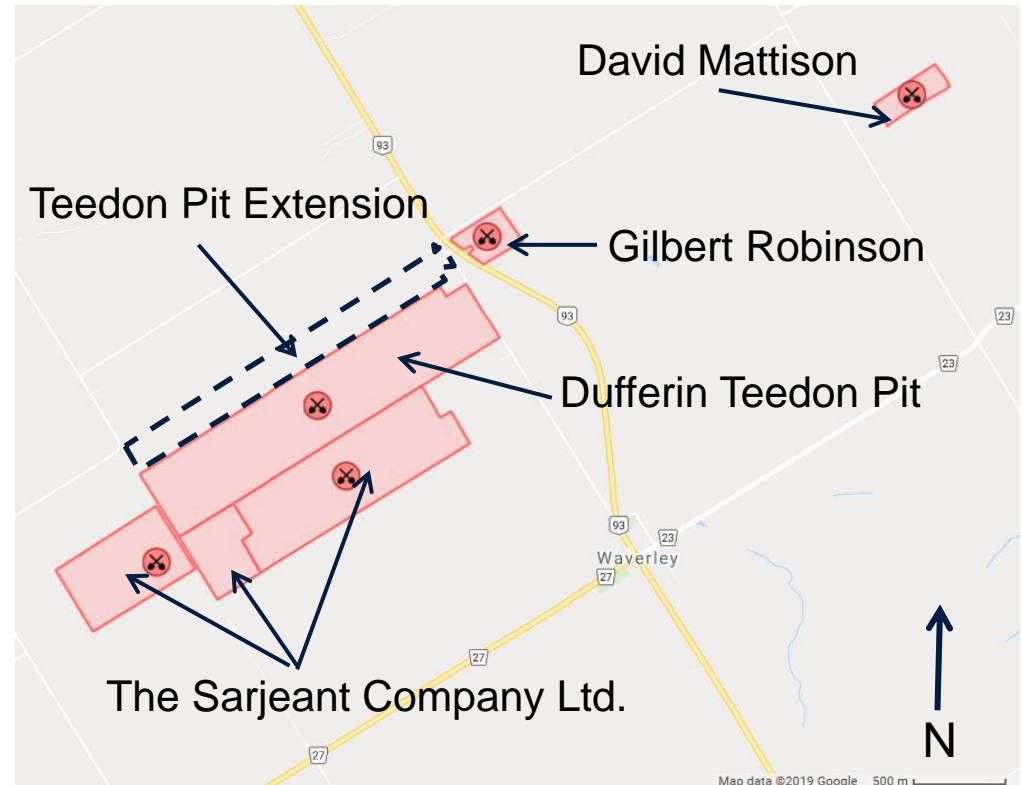 David Mattison
93
Teedon Pit Extension
Gilbert Robinson
93
23
23
Dufferin Teedon Pit
93
23
Waverley
27
27
The Sarjeant Company Ltd.
27
N
Map data ©2019 Google 500 m